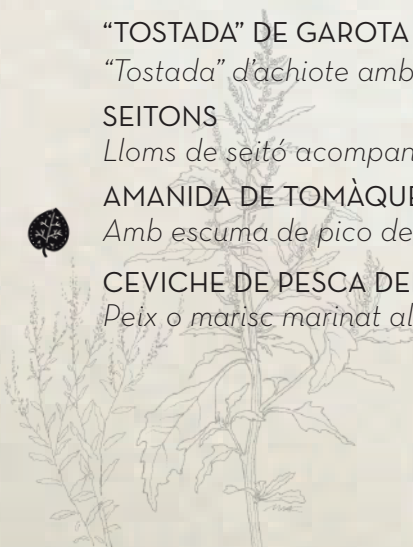 “TOSTADA” DE GAROTA
“Tostada” d’achiote amb
SEITONS
Lloms de seitó acompan
AMANIDA DE TOMÀQUE
Amb escuma de pico de
CEVICHE DE PESCA DE
Peix o marisc marinat al